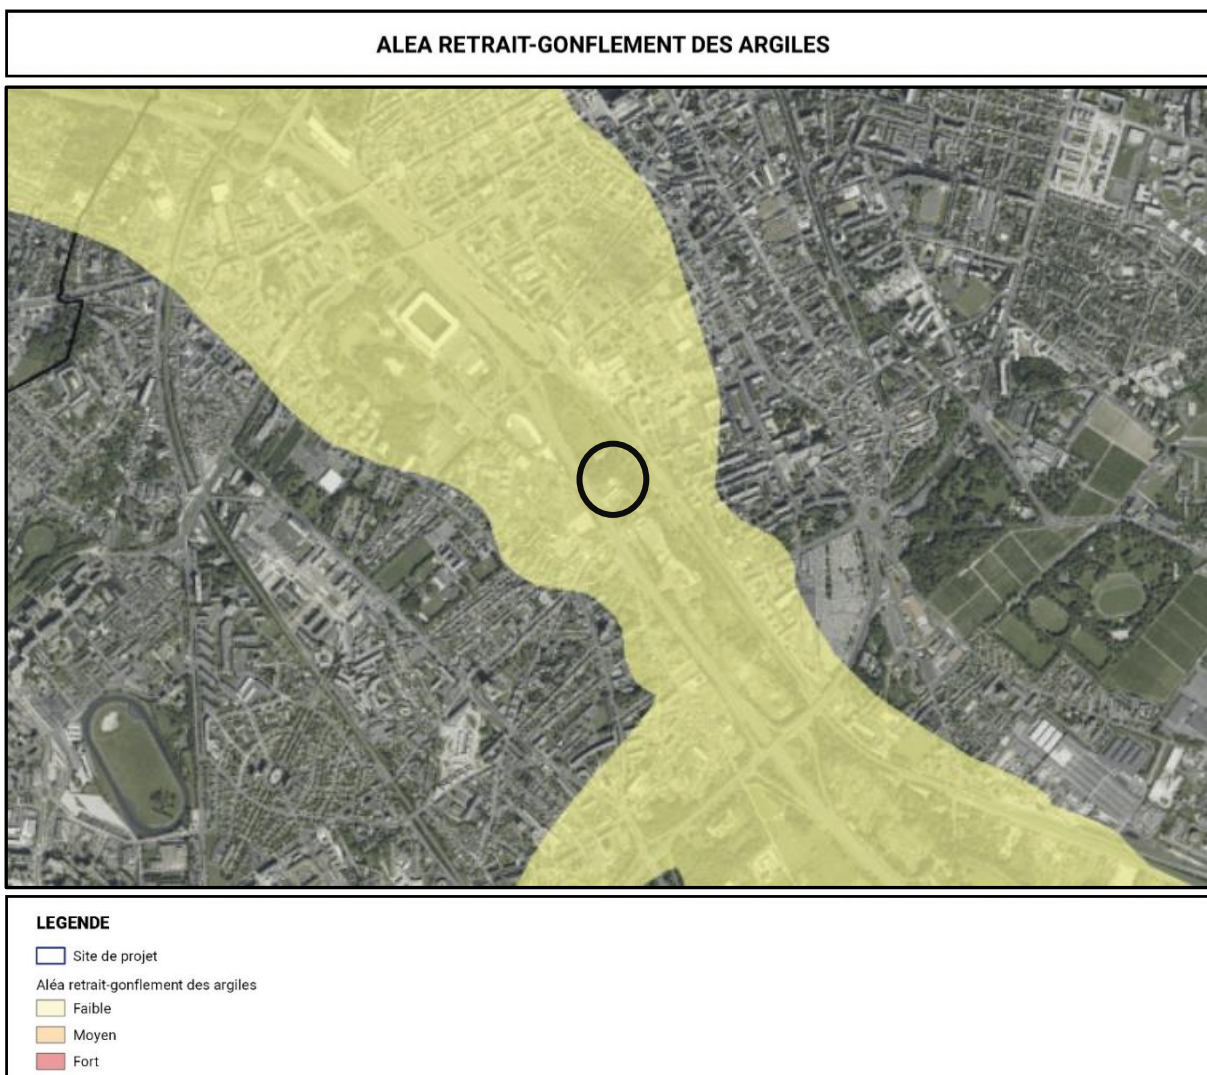 ALEA RETRAIT-GONFLEMENT DES ARGILES
LEGENDE
Site de projet
Aléa retrait-gonflement des argiles
Faible
Moyen
Fort